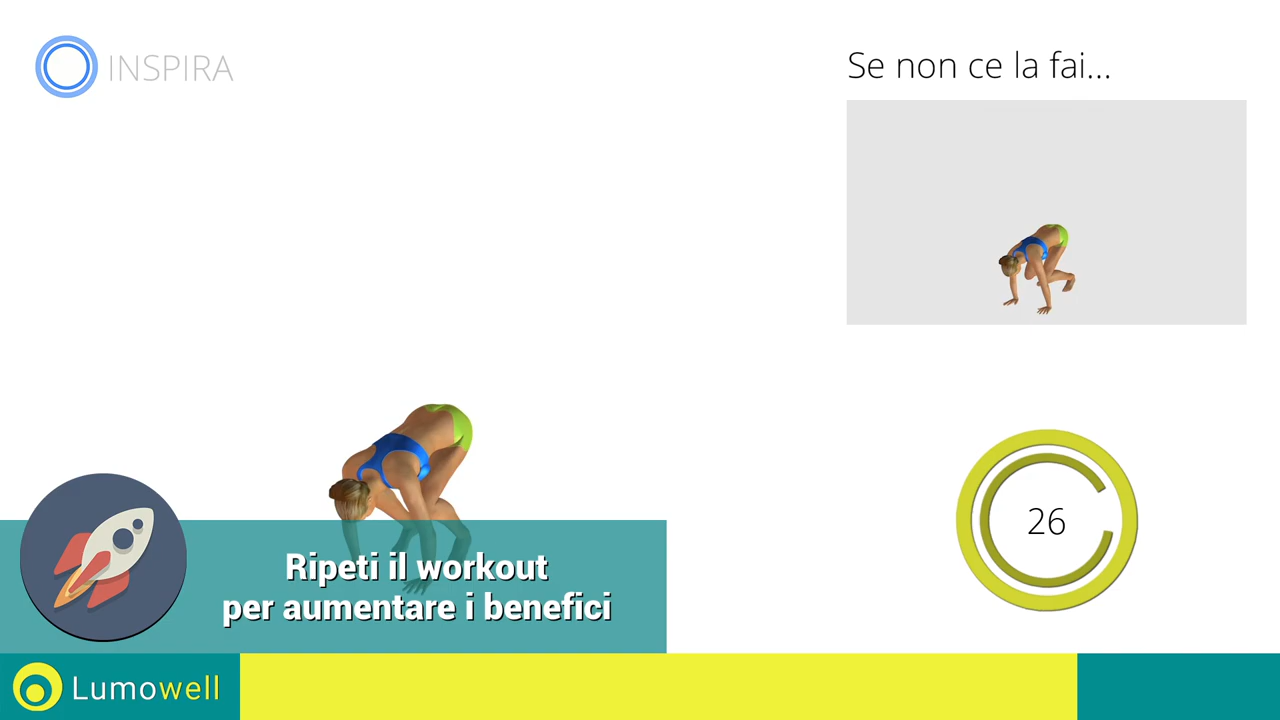 INSPIRA
Se non ce la fai...
26
Ripeti il workout
per aumentare i benefici
Lumowell